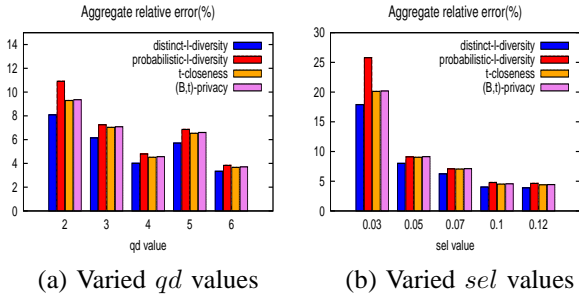 Aggregate relative error(%)
14
12
10
8
6
4
2
0
distinct-l-diversity
probabilistic-l-diversity
t-closeness
(B,t)-privacy
2 3 4 5 6
qd value
(a) Varied qd values
Aggregate relative error(%)
30
25
20
15
10
5
0
distinct-l-diversity
probabilistic-l-diversity
t-closeness
(B,t)-privacy
0.03 0.05 0.07 0.1 0.12
sel value
(b) Varied sel values